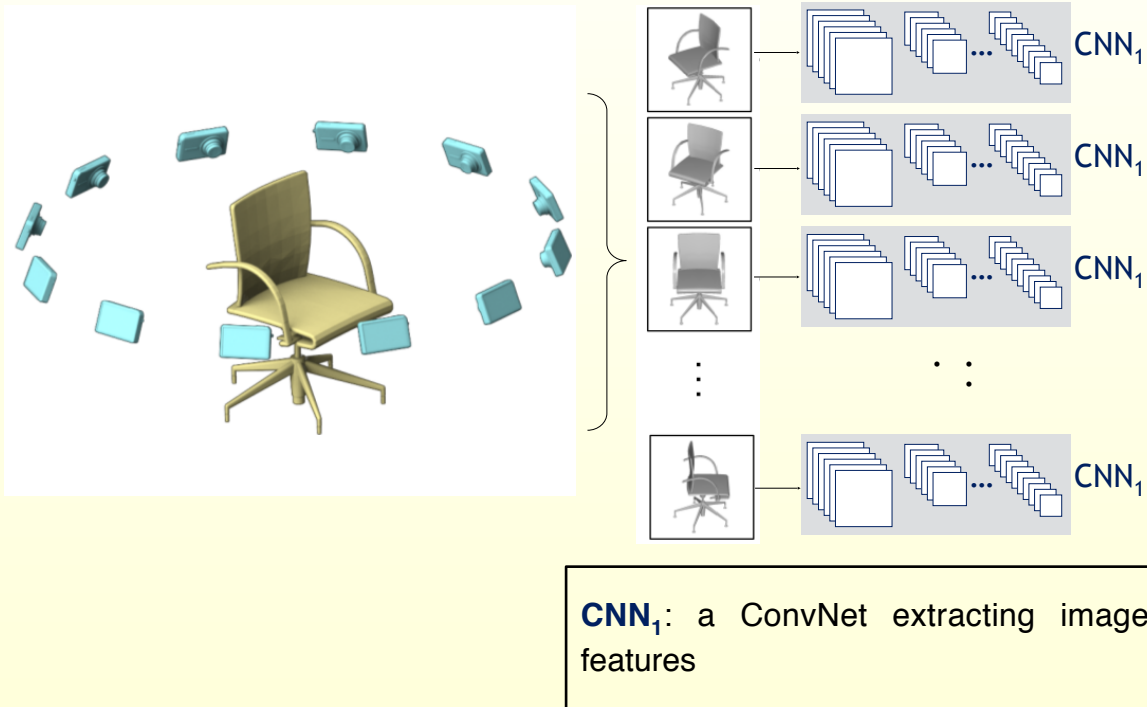 CNN₁
CNN₁
CNN₁
CNN₁
CNN₁: a ConvNet extracting image
features